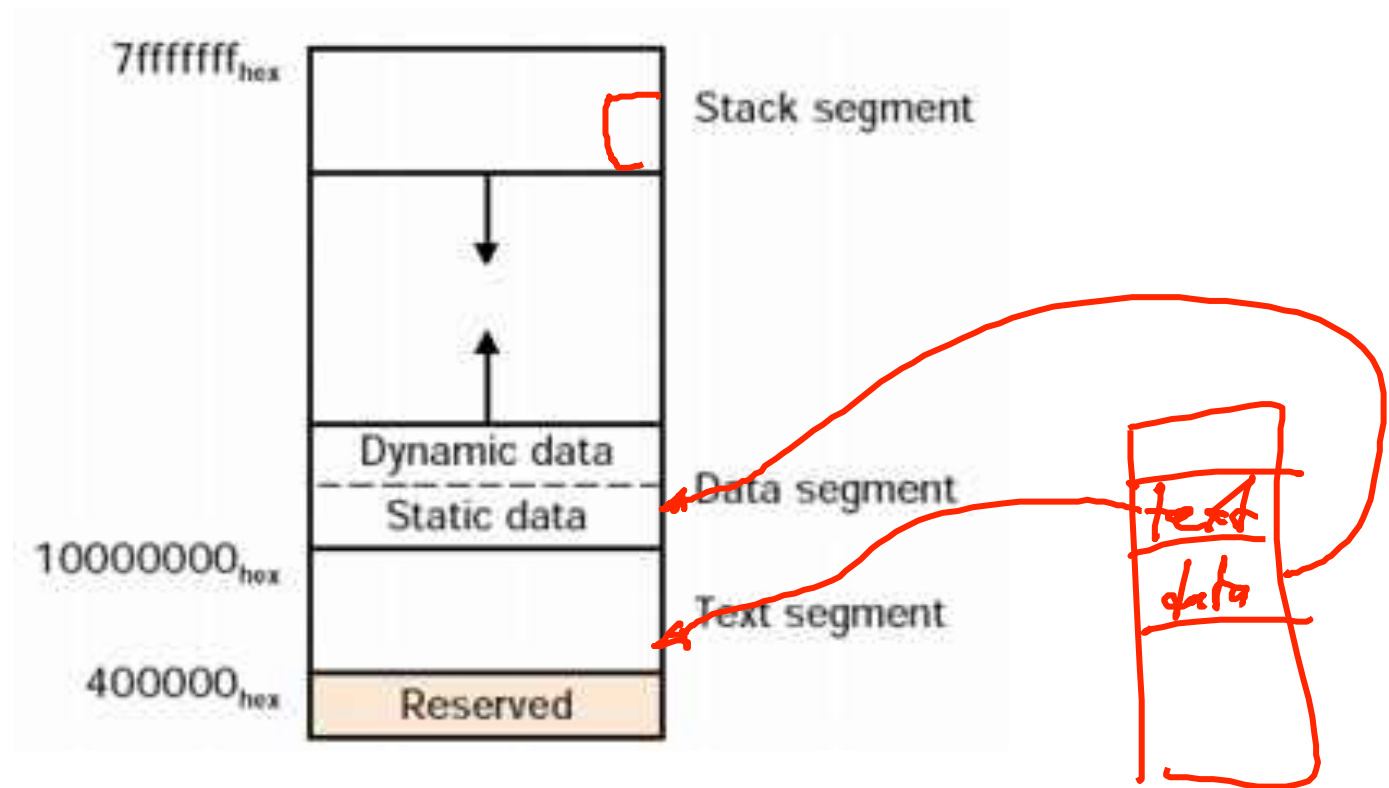 7fffffffhex
Stack segment
Dynamic data
Data segment
Static data
10000000hex
Text segment
400000hex
Reserved
text
data